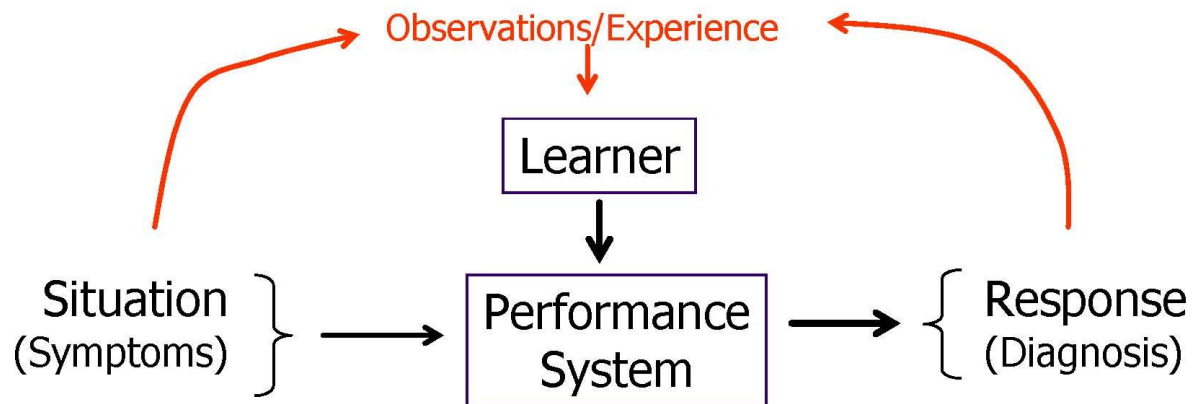 Observations/Experience
Learner
Situation
(Symptoms)
Performance
System
Response
(Diagnosis)